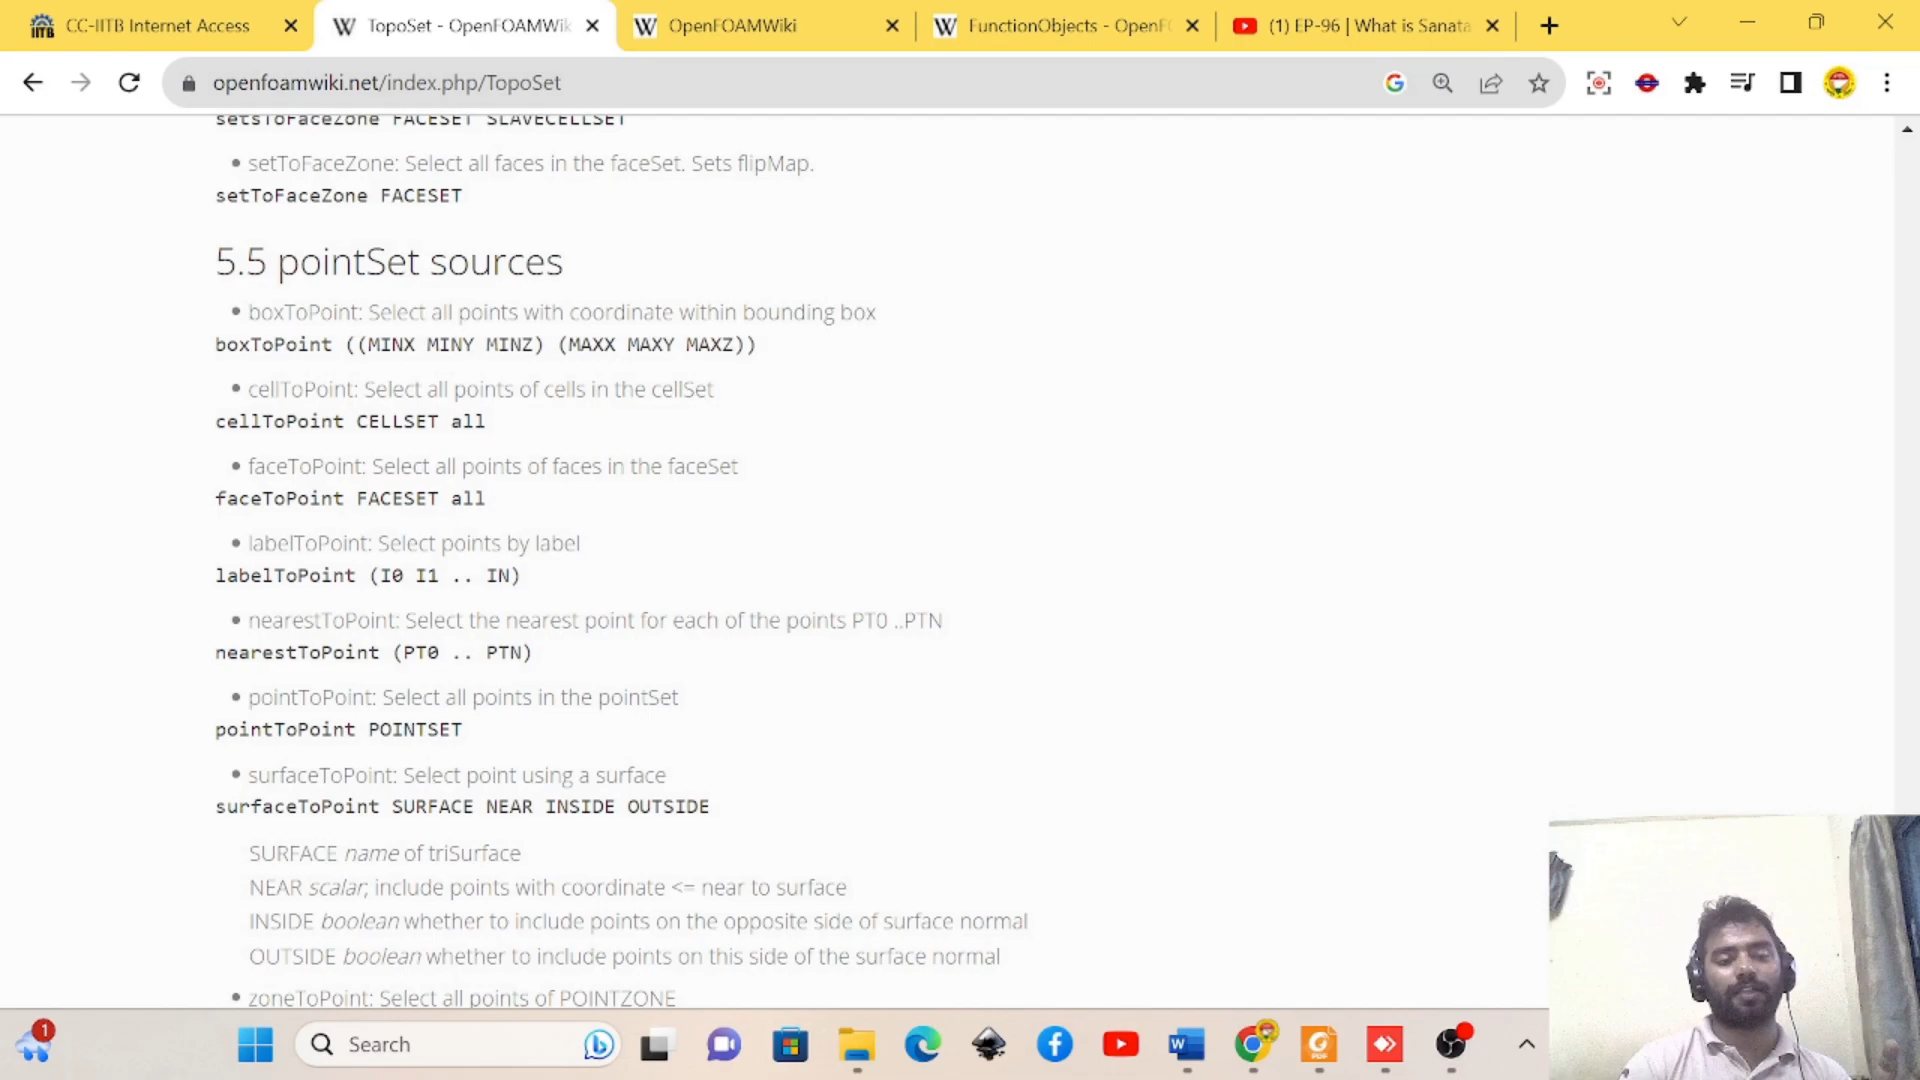 CC-IITB Internet Access
TopoSet - OpenFOAMWik
OpenFOAMWiki
FunctionObjects - OpenF
(1) EP-96 | What is Sanata
openfoamwiki.net/index.php/TopoSet
setsToFaceZone FACESET SLAVECELLSET
• setToFaceZone: Select all faces in the faceSet. Sets flipMap.
setToFaceZone FACESET
5.5 pointSet sources
• boxToPoint: Select all points with coordinate within bounding box
boxToPoint ((MINX MINY MINZ) (MAXX MAXY MAXZ))
• cellToPoint: Select all points of cells in the cellSet
cellToPoint CELLSET all
• faceToPoint: Select all points of faces in the faceSet
faceToPoint FACESET all
• labelToPoint: Select points by label
labelToPoint (I0 I1 .. IN)
• nearestToPoint: Select the nearest point for each of the points PT0 ..PTN
nearestToPoint (PT0 .. PTN)
• pointToPoint: Select all points in the pointSet
pointToPoint POINTSET
• surfaceToPoint: Select point using a surface
surfaceToPoint SURFACE NEAR INSIDE OUTSIDE
SURFACE name of triSurface
NEAR scalar; include points with coordinate <= near to surface
INSIDE boolean whether to include points on the opposite side of surface normal
OUTSIDE boolean whether to include points on this side of the surface normal
• zoneToPoint: Select all points of POINTZONE
1
Search